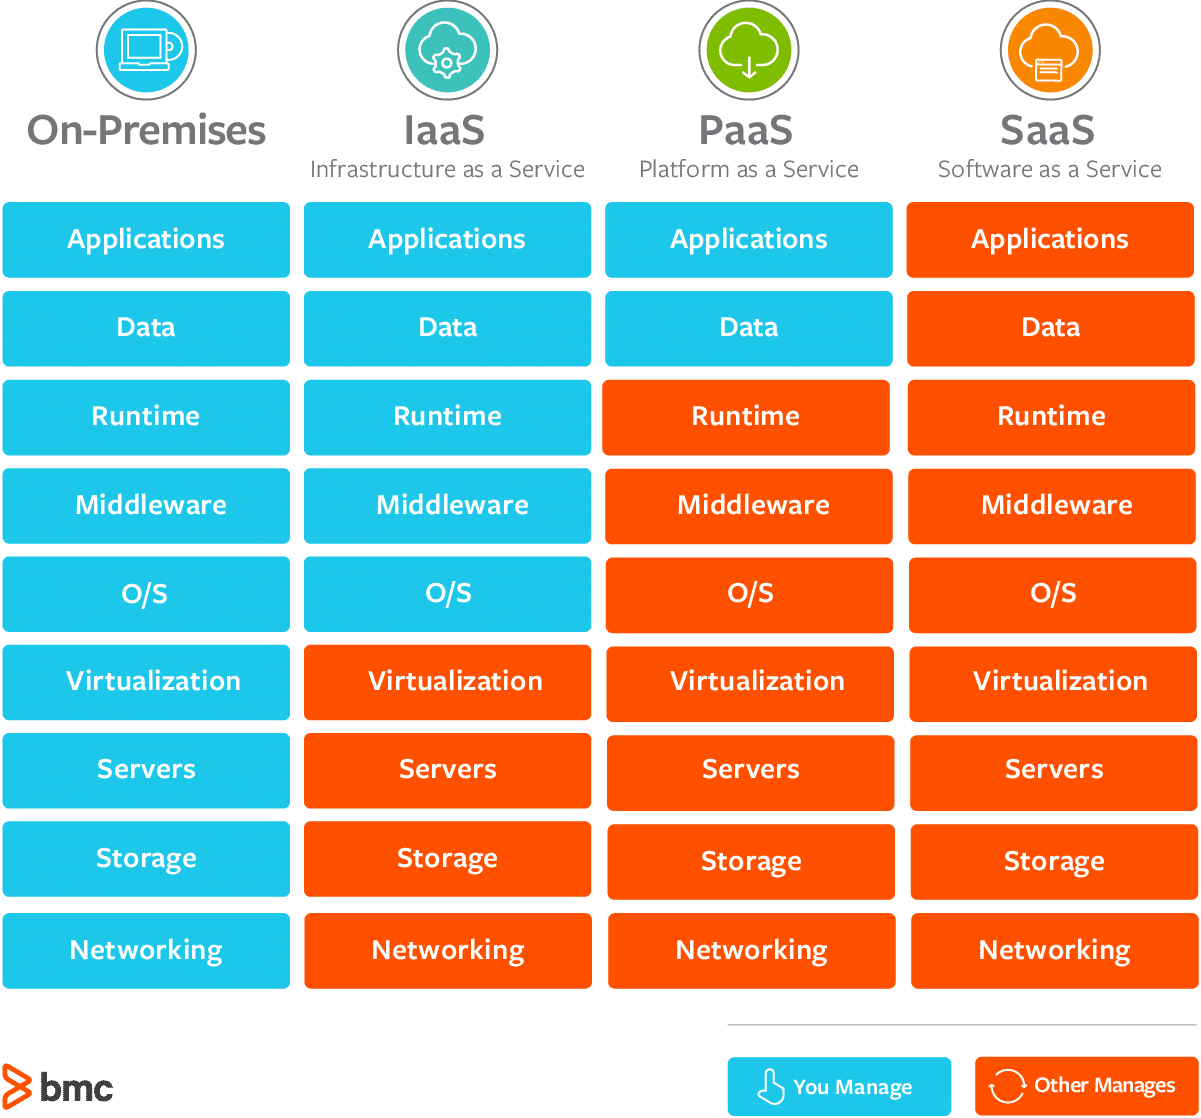 On-Premises IaaS PaaS SaaS
Infrastructure as a Service Platform as a Service Software as a Service
Applications Applications Applications Applications
Data Data Data Data
Runtime Runtime Runtime Runtime
Middleware Middleware Middleware Middleware
O/S O/S O/S O/S
Virtualization Virtualization Virtualization Virtualization
Servers Servers Servers Servers
Storage Storage Storage Storage
Networking Networking Networking Networking
bmc You Manage Other Manages